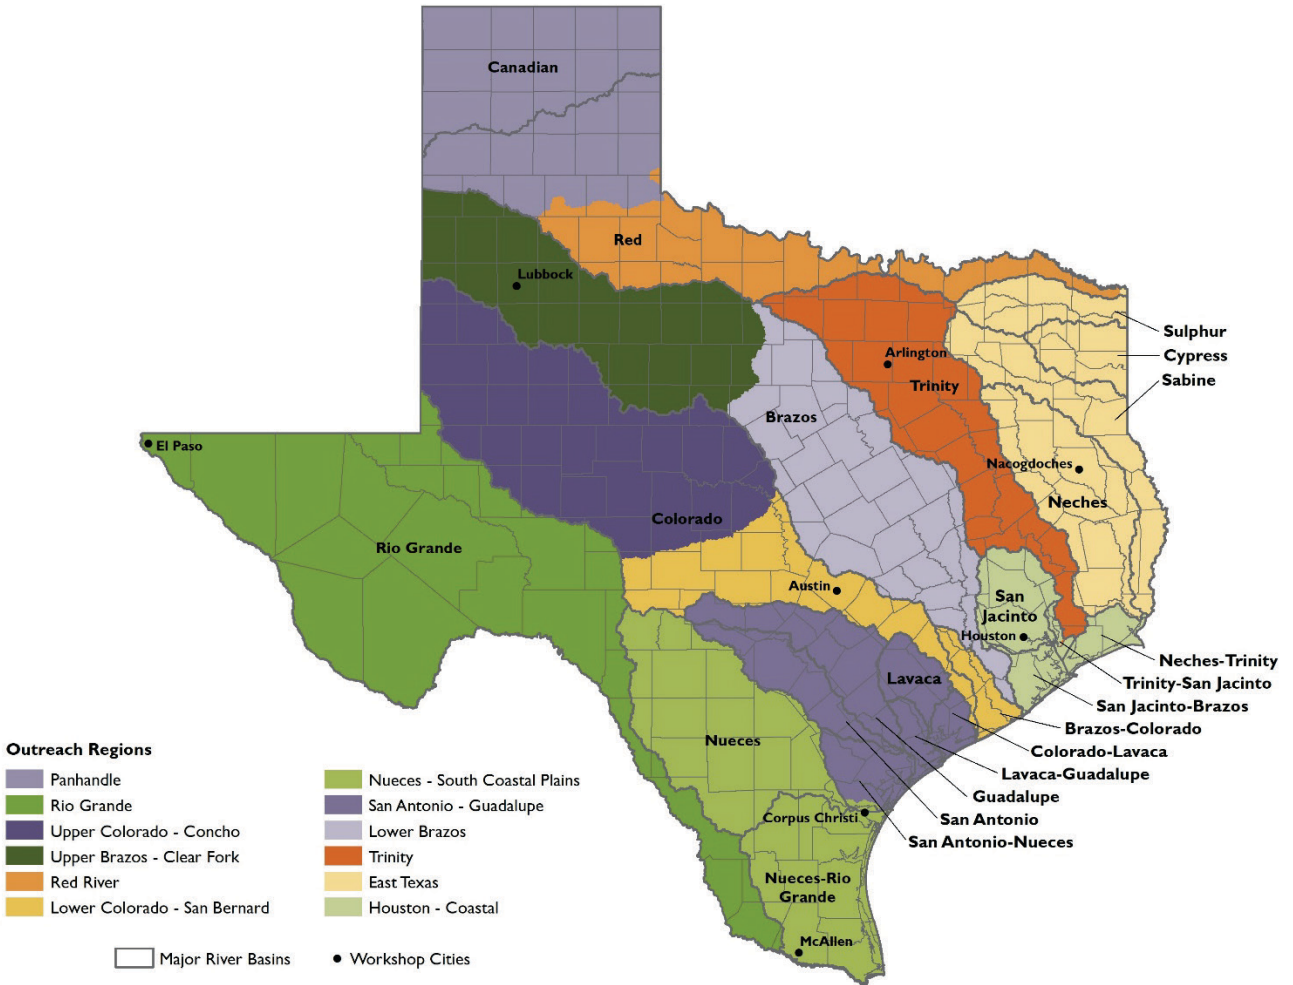 Canadian
Red
Lubbock
Sulphur
Cypress
Sabine
Arlington
Trinity
Brazos
El Paso
Nacogdoches
Neches
Colorado
Rio Grande
Austin
San
Jacinto
Houston
Neches-Trinity
Trinity-San Jacinto
San Jacinto-Brazos
Brazos-Colorado
Colorado-Lavaca
Lavaca-Guadalupe
Guadalupe
San Antonio
San Antonio-Nueces
Lavaca
Nueces
Corpus Christi
Nueces-Rio
Grande
McAllen
Outreach Regions
Panhandle
Rio Grande
Upper Colorado - Concho
Upper Brazos - Clear Fork
Red River
Lower Colorado - San Bernard
Nueces - South Coastal Plains
San Antonio - Guadalupe
Lower Brazos
Trinity
East Texas
Houston - Coastal
Major River Basins
Workshop Cities